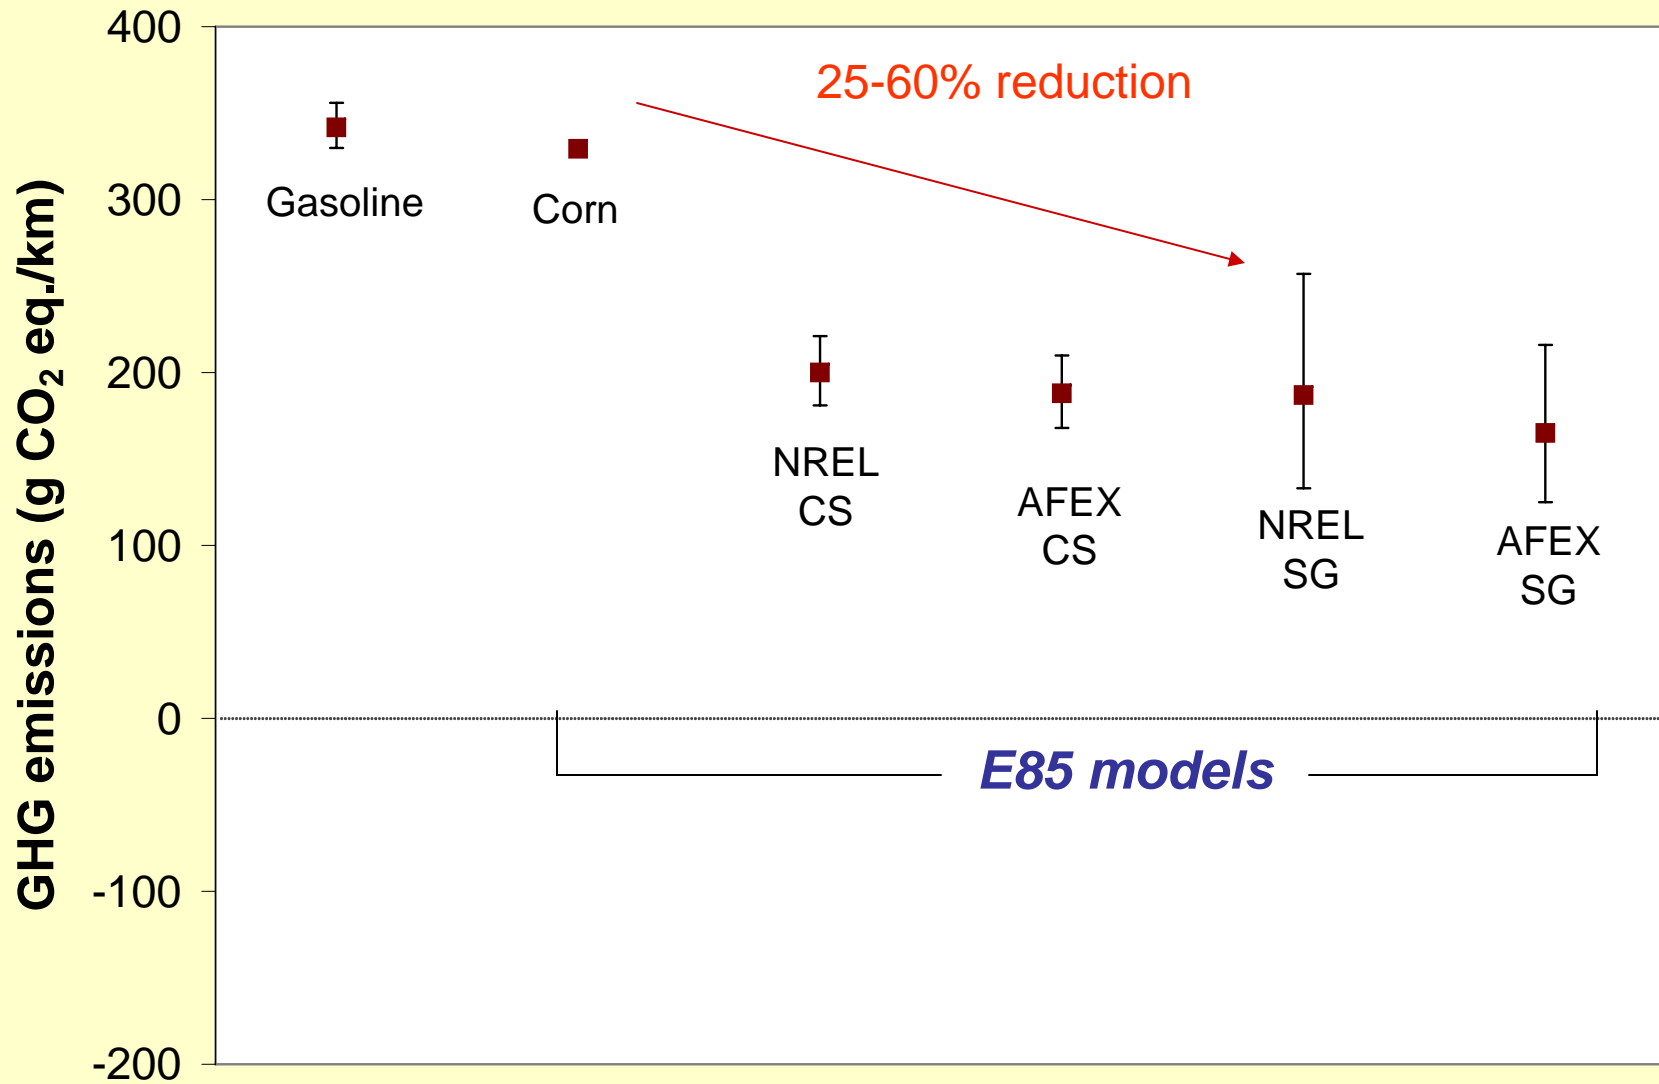 GHG emissions (g CO₂ eq./km)
400
300
200
100
0
-100
-200
25-60% reduction
Gasoline
Corn
NREL
CS
AFEX
CS
NREL
SG
AFEX
SG
E85 models